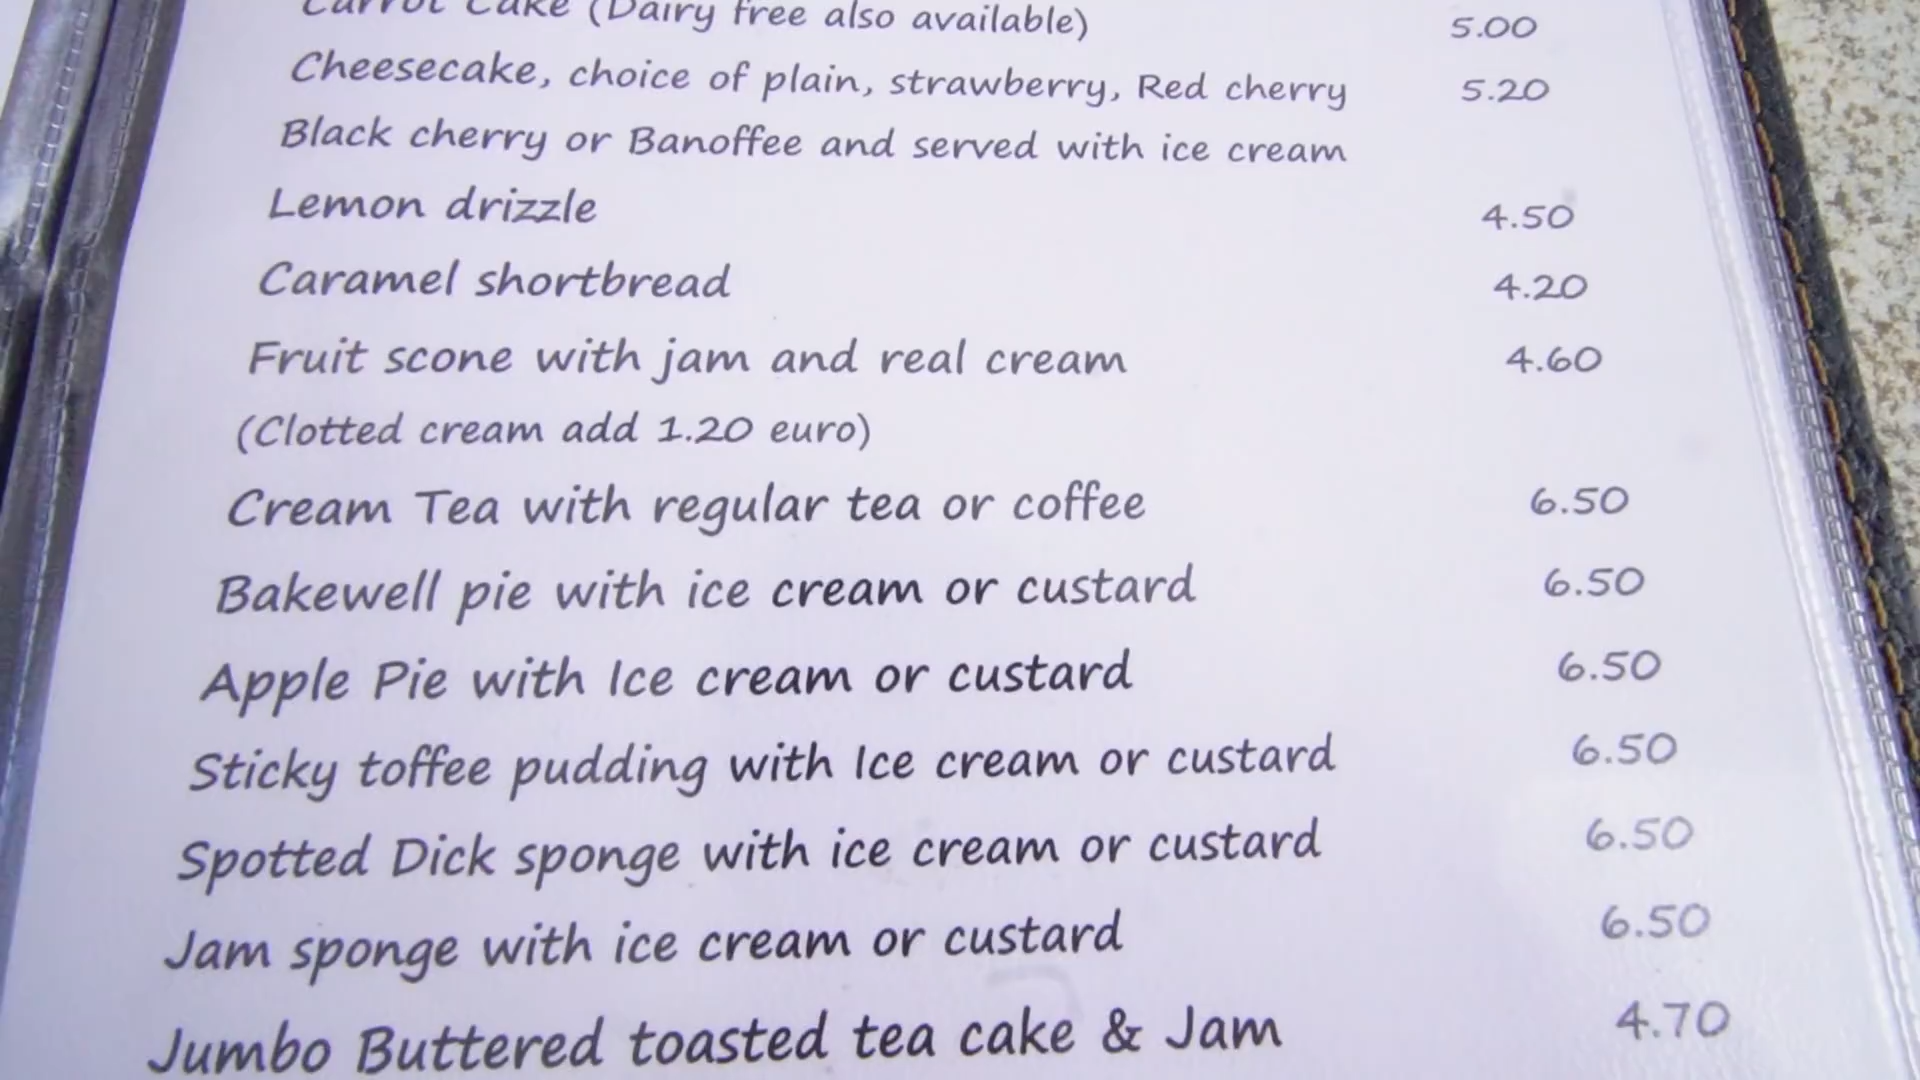 Carrot Cake (Dairy free also available) 5.00
Cheesecake, choice of plain, strawberry, Red cherry 5.20
Black cherry or Banoffee and served with ice cream
Lemon drizzle 4.50
Caramel shortbread 4.20
Fruit scone with jam and real cream 4.60
(Clotted cream add 1.20 euro)
Cream Tea with regular tea or coffee 6.50
Bakewell pie with ice cream or custard 6.50
Apple Pie with Ice cream or custard 6.50
Sticky toffee pudding with Ice cream or custard 6.50
Spotted Dick sponge with ice cream or custard 6.50
Jam sponge with ice cream or custard 6.50
Jumbo Buttered toasted tea cake & Jam 4.70